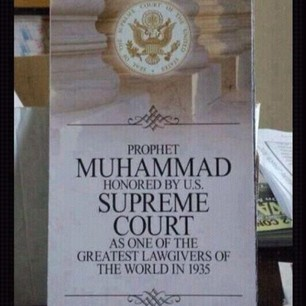 PROPHET
MUHAMMAD
HONORED BY U.S.
SUPREME
COURT
AS ONE OF THE
GREATEST LAWGIVERS OF
THE WORLD IN 1935